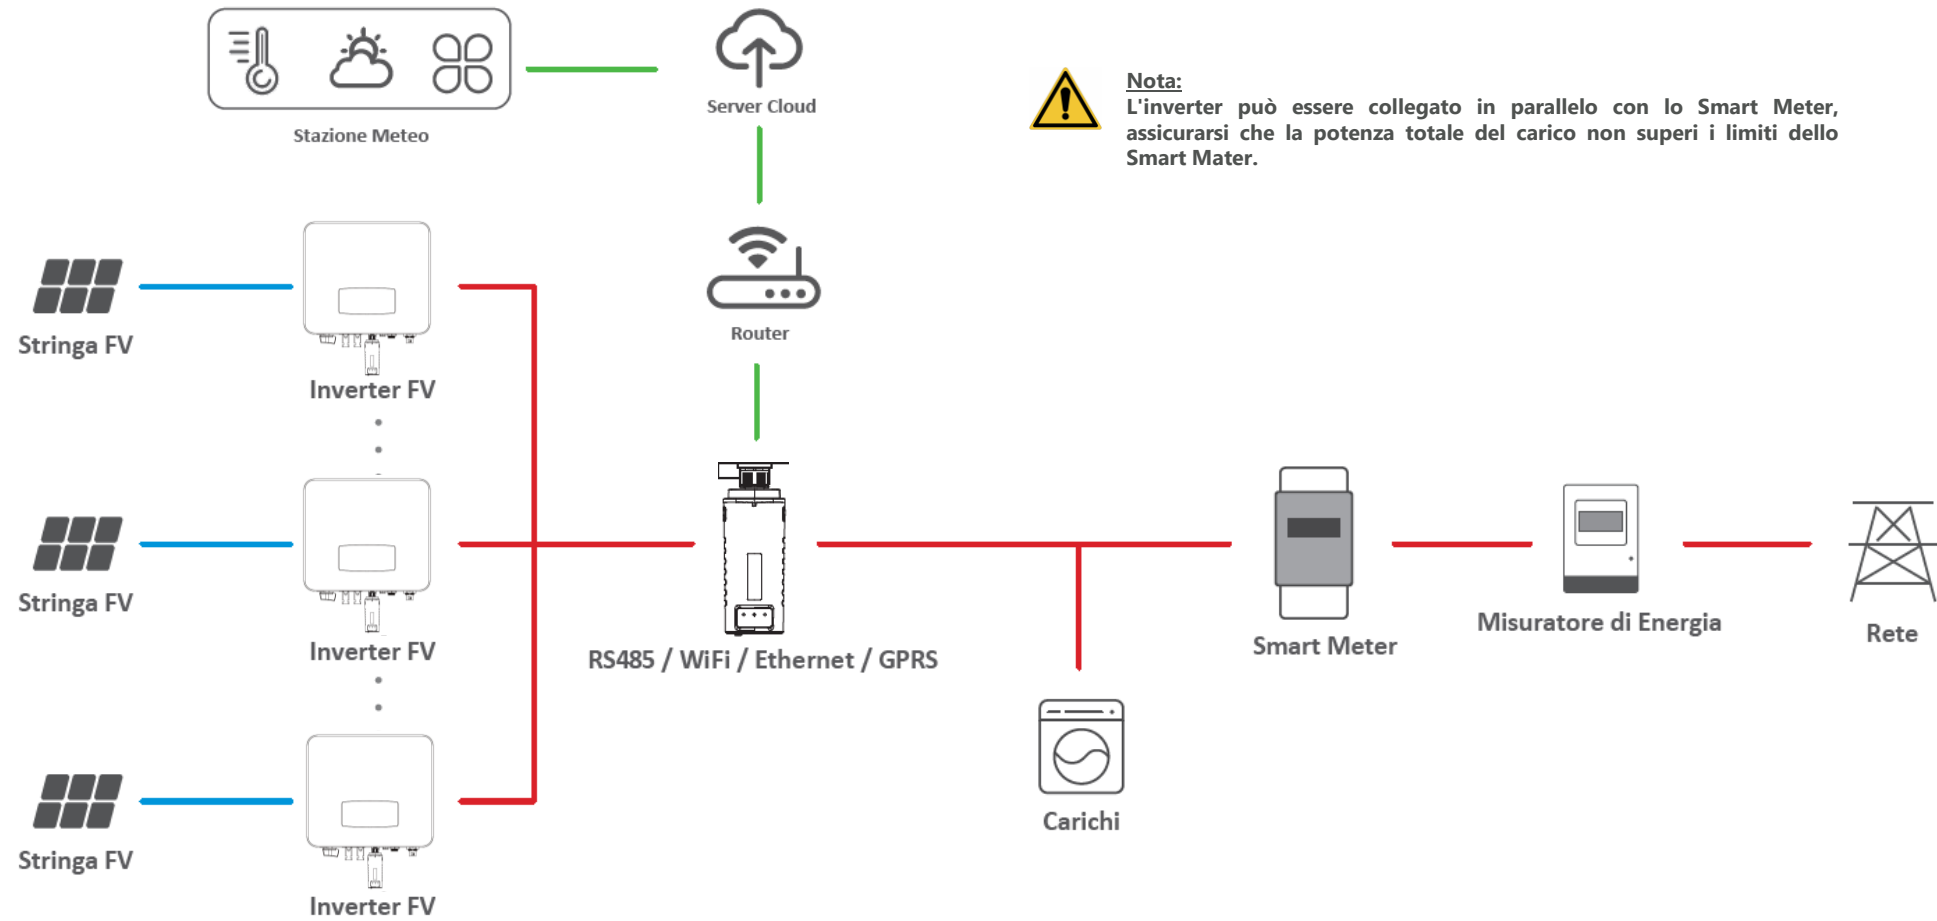 Stazione Meteo
Server Cloud
Nota:
L'inverter può essere collegato in parallelo con lo Smart Meter,
assicurarsi che la potenza totale del carico non superi i limiti dello
Smart Mater.
Router
Stringa FV
Inverter FV
Stringa FV
Inverter FV
RS485 / WiFi / Ethernet / GPRS
Smart Meter
Misuratore di Energia
Rete
Carichi
Stringa FV
Inverter FV